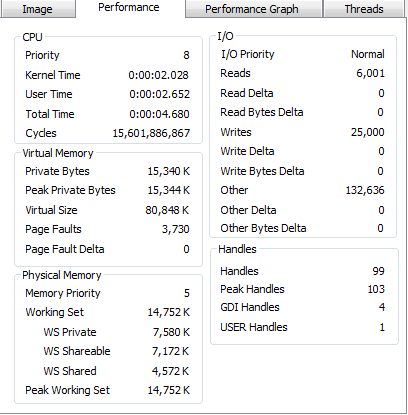 Image Performance Performance Graph Threads
CPU
Priority 8
Kernel Time 0:00:02.028
User Time 0:00:02.652
Total Time 0:00:04.680
Cycles 15,601,886,867
Virtual Memory
Private Bytes 15,340 K
Peak Private Bytes 15,344 K
Virtual Size 80,848 K
Page Faults 3,730
Page Fault Delta 0
Physical Memory
Memory Priority 5
Working Set 14,752 K
WS Private 7,580 K
WS Shareable 7,172 K
WS Shared 4,572 K
Peak Working Set 14,752 K
I/O
I/O Priority Normal
Reads 6,001
Read Delta 0
Read Bytes Delta 0
Writes 25,000
Write Delta 0
Write Bytes Delta 0
Other 132,636
Other Delta 0
Other Bytes Delta 0
Handles
Handles 99
Peak Handles 103
GDI Handles 4
USER Handles 1